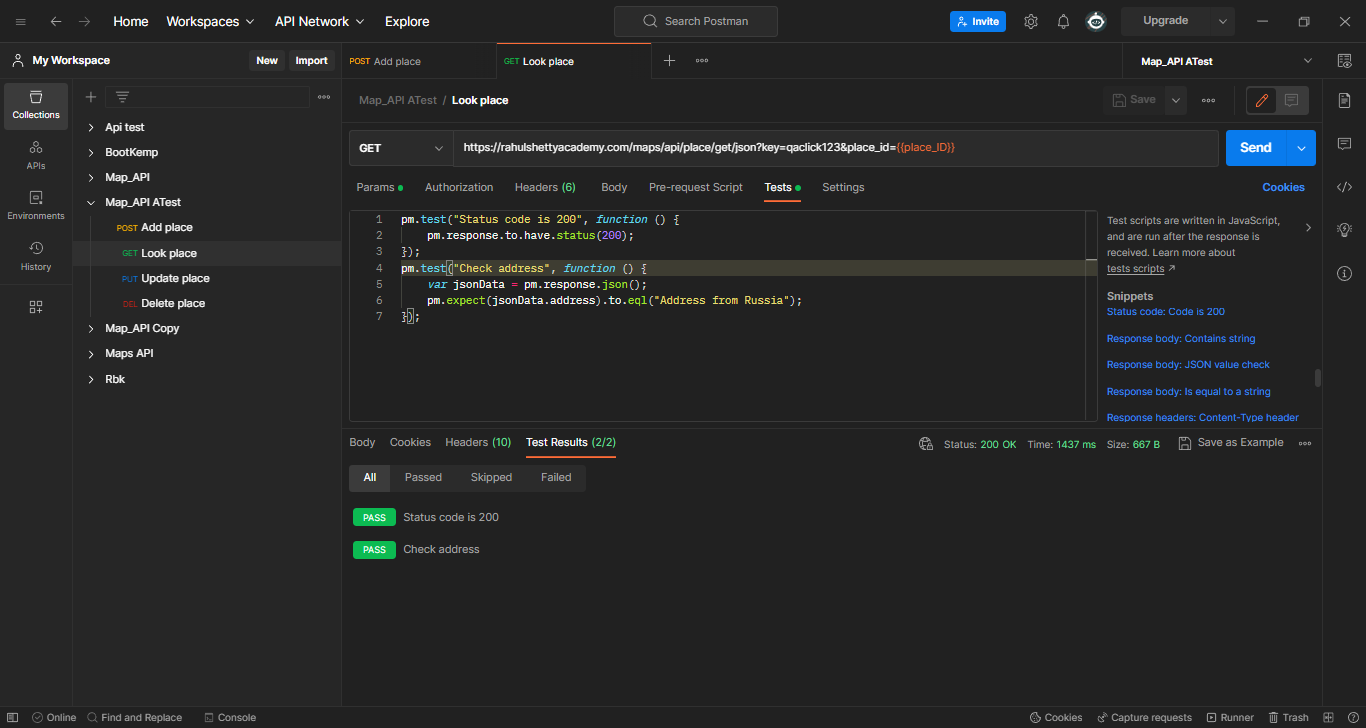 Home Workspaces API Network Explore Search Postman Invite Upgrade
My Workspace New Import POST Add place GET Look place Map_API ATest
Map_API ATest / Look place Save
Collections
APIs
Environments
History
Api test
BootKemp
Map_API
Map_API ATest
POST Add place
GET Look place
PUT Update place
DEL Delete place
Map_API Copy
Maps API
Rbk
GET https://rahulshettyacademy.com/maps/api/place/get/json?key=qaclick123&place_id={{place_ID}} Send
Params Authorization Headers (6) Body Pre-request Script Tests Settings Cookies
1 pm.test("Status code is 200", function () {
2 pm.response.to.have.status(200);
3 });
4 pm.test("Check address", function () {
5 var jsonData = pm.response.json();
6 pm.expect(jsonData.address).to.eql("Address from Russia");
7 });
Test scripts are written in JavaScript,
and are run after the response is
received. Learn more about
tests scripts ↗
Snippets
Status code: Code is 200
Response body: Contains string
Response body: JSON value check
Response body: Is equal to a string
Response headers: Content-Type header
Body Cookies Headers (10) Test Results (2/2) Status: 200 OK Time: 1437 ms Size: 667 B Save as Example
All Passed Skipped Failed
PASS Status code is 200
PASS Check address
Online Find and Replace Console Cookies Capture requests Runner Trash